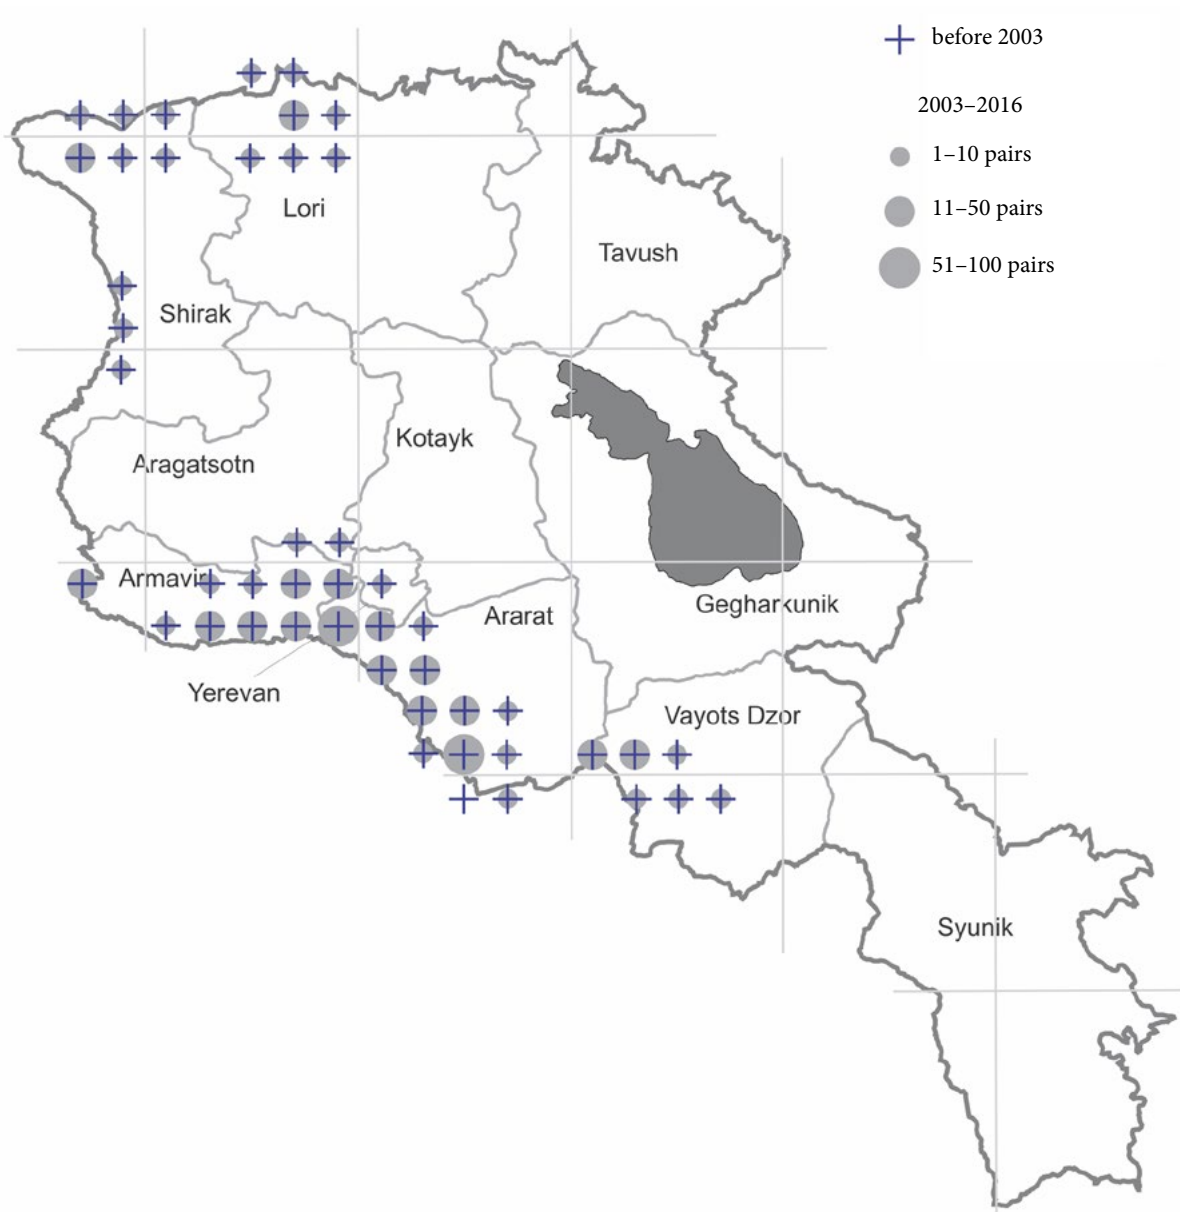 before 2003
2003–2016
1–10 pairs
11–50 pairs
51–100 pairs
Lori
Tavush
Shirak
Kotayk
Aragatsotn
Armavir
Gegharkunik
Ararat
Yerevan
Vayots Dzor
Syunik